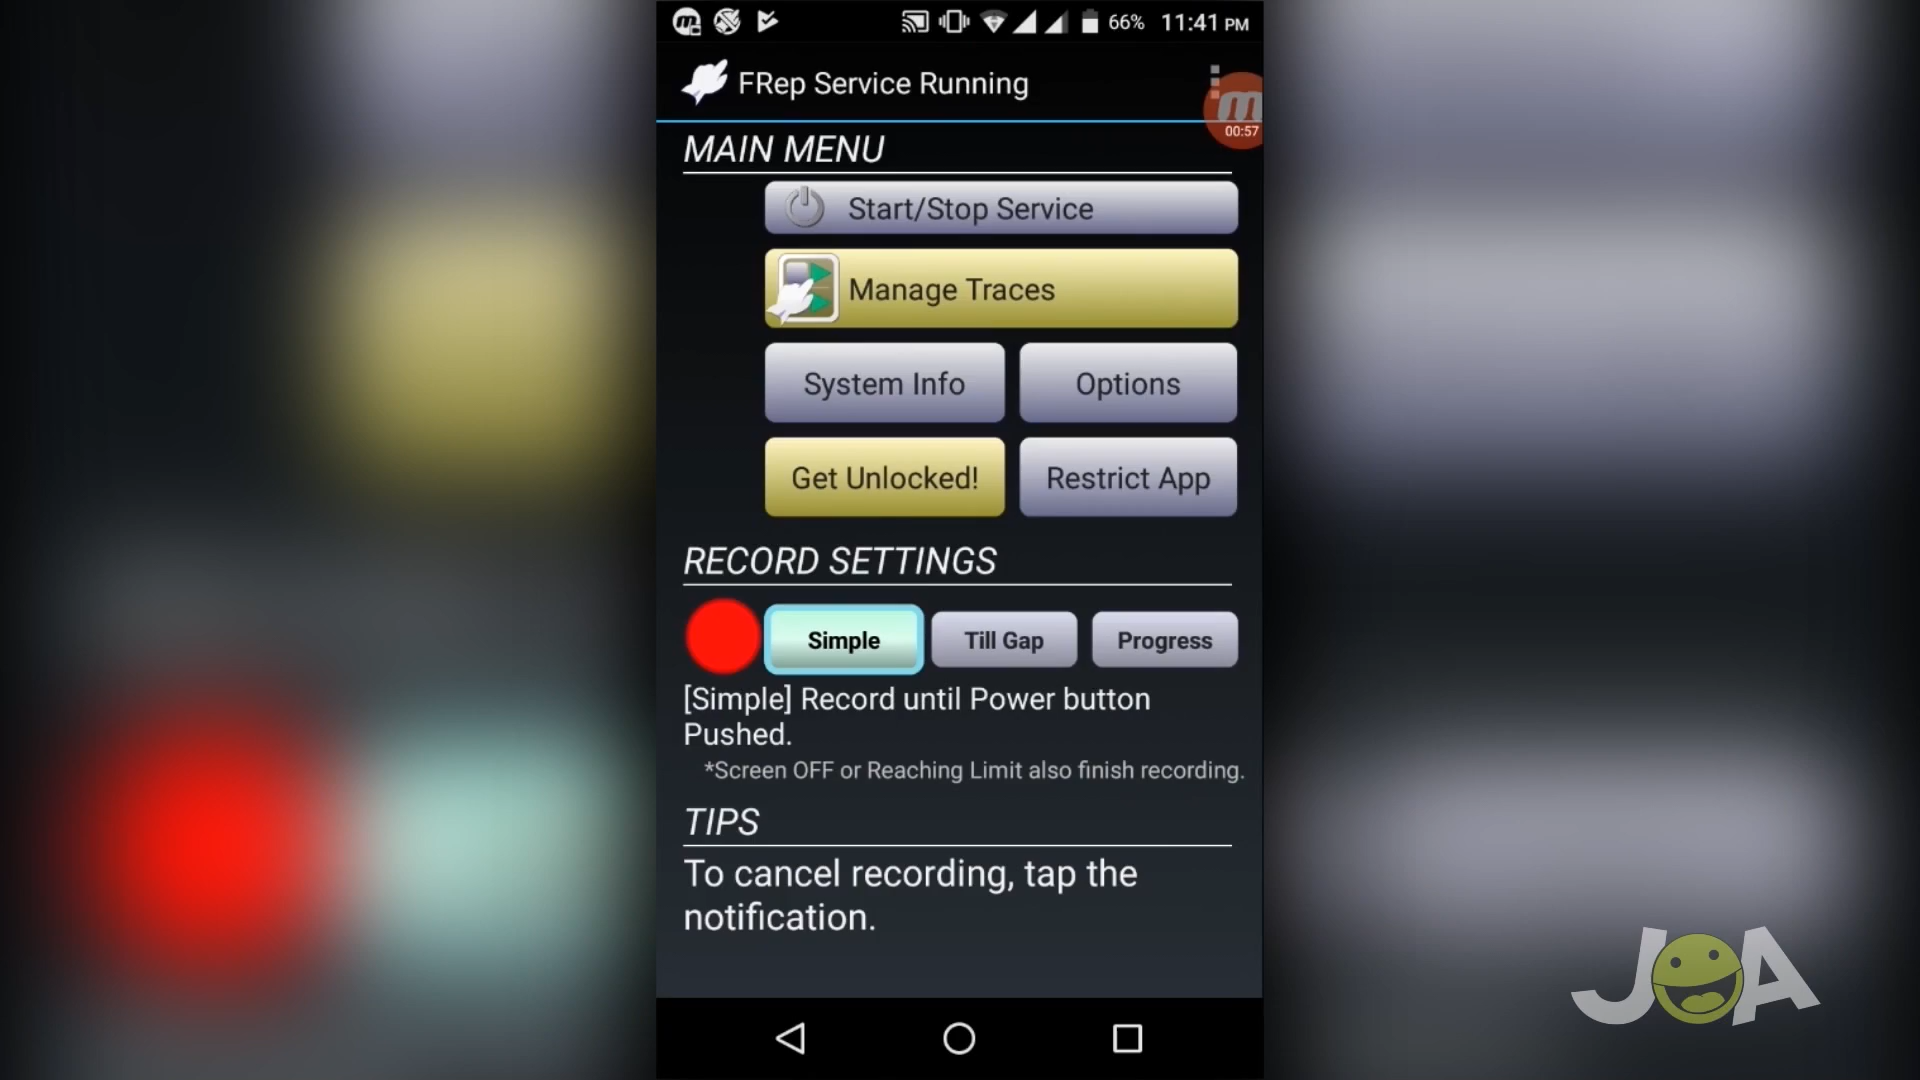 66% 11:41 PM
FRep Service Running
00:57
MAIN MENU
Start/Stop Service
Manage Traces
System Info
Options
Get Unlocked!
Restrict App
RECORD SETTINGS
Simple
Till Gap
Progress
[Simple] Record until Power button
Pushed.
*Screen OFF or Reaching Limit also finish recording.
TIPS
To cancel recording, tap the
notification.
JOA